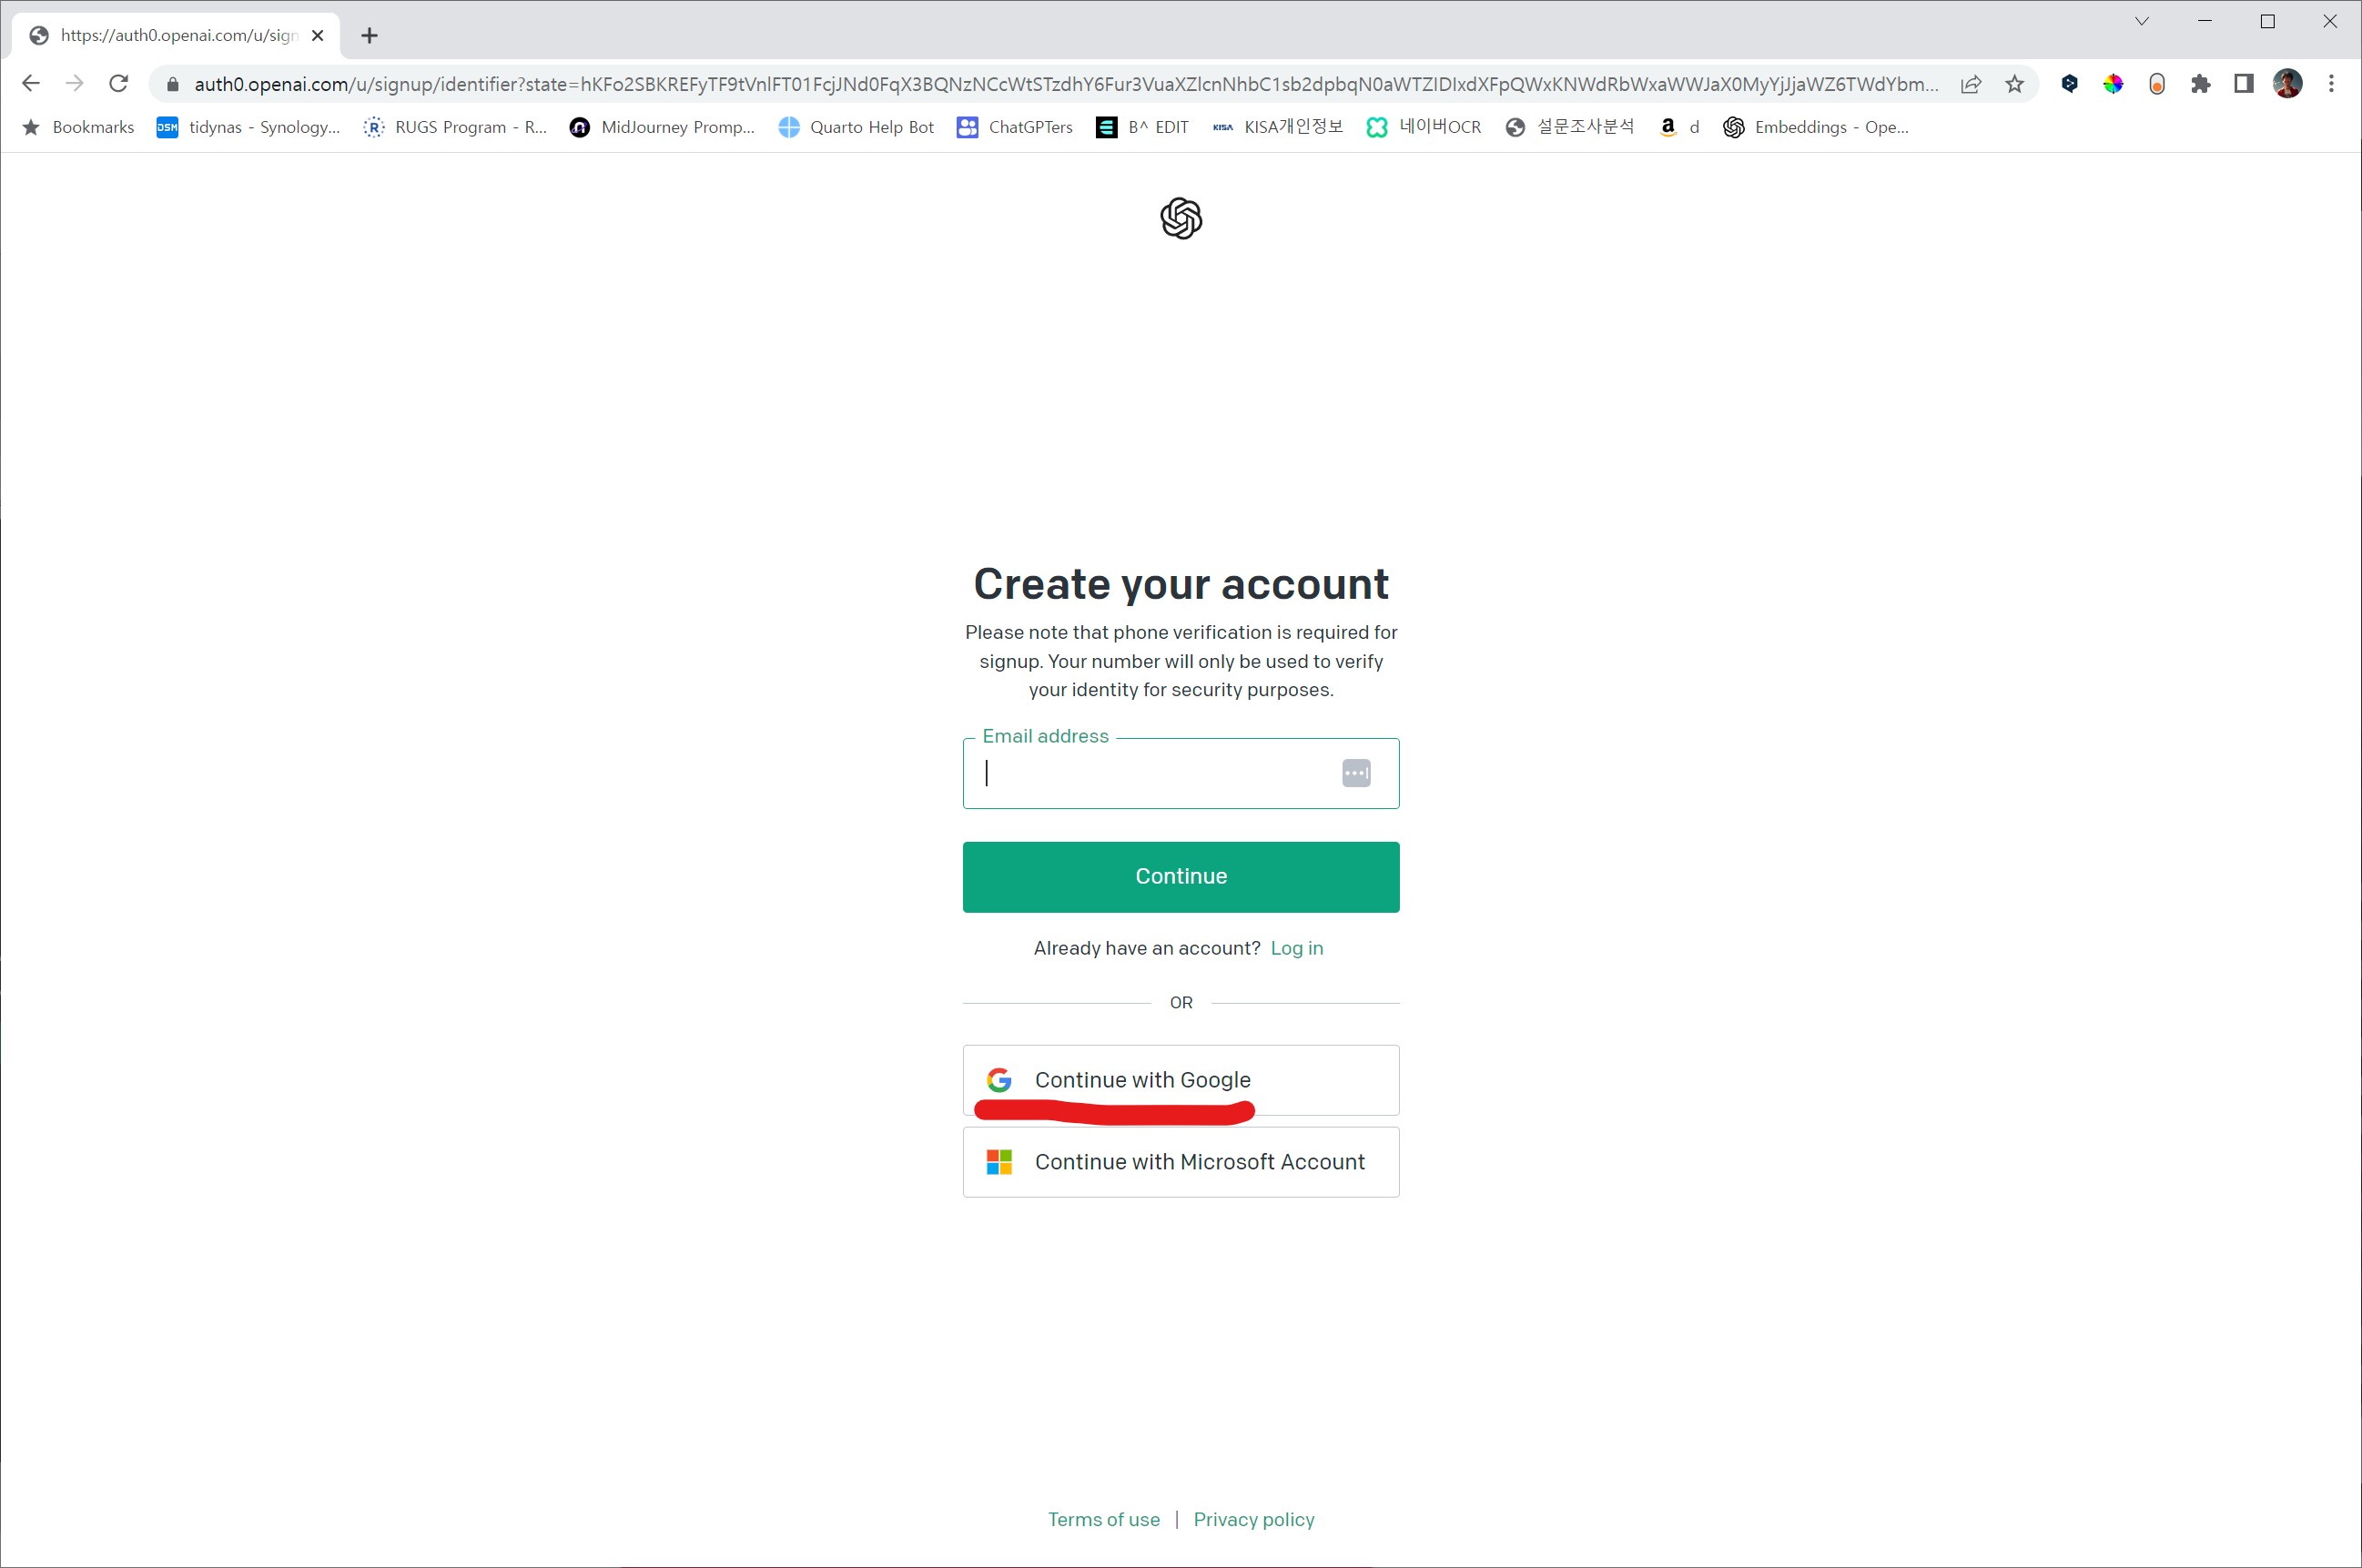 https://auth0.openai.com/u/sign
auth0.openai.com/u/signup/identifier?state=hKFo2SBKREFyTF9tVnlFT01FcjJNd0FqX3BQNzNCcWtSTzdhY6Fur3VuaXZlcnNhbC1sb2dpbqN0aWTZIDIxdXFpQWxKNWdRbWxaWWJaX0MyYjJjaWZ6TWdYbm...
Bookmarks
DSM tidynas - Synology...
R RUGS Program - R...
MidJourney Promp...
Quarto Help Bot
ChatGPTers
B^ EDIT
KISA KISA개인정보
네이버OCR
설문조사분석
a d
Embeddings - Ope...
Create your account
Please note that phone verification is required for
signup. Your number will only be used to verify
your identity for security purposes.
Email address
Continue
Already have an account? Log in
OR
Continue with Google
Continue with Microsoft Account
Terms of use | Privacy policy